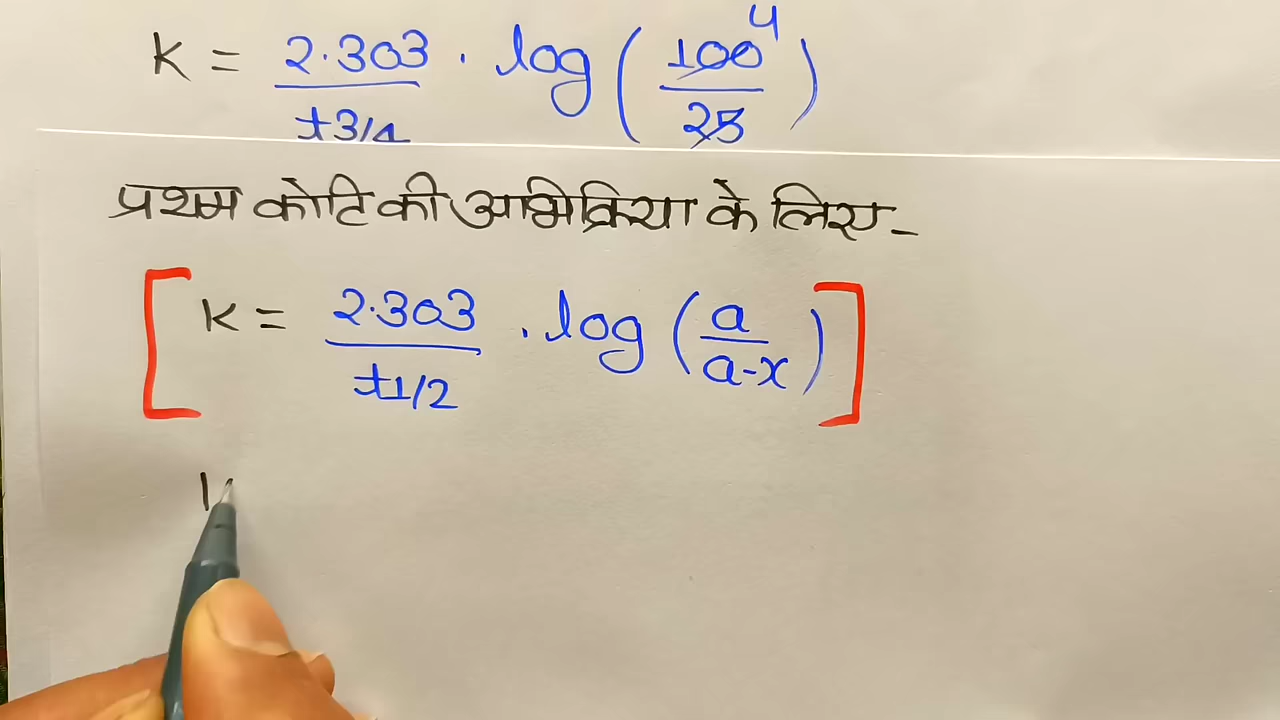 K = 2.303/t3/4 . log(100/25) 4
प्रथम कोटि की अभिक्रिया के लिए-
[K = 2.303/t1/2 . log(a/a-x)]
K